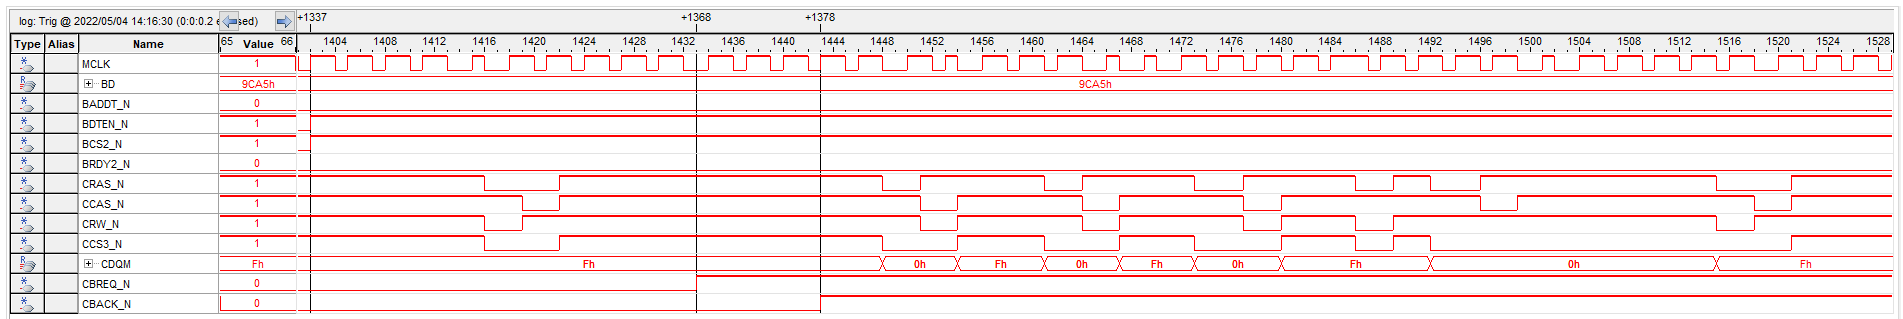 log: Trig @ 2022/05/04 14:16:30 (0:0:0.2 e sed) +1337 +1368 +1378
Type Alias Name 65 Value 66 1404 1408 1412 1416 1420 1424 1428 1432 1436 1440 1444 1448 1452 1456 1460 1464 1468 1472 1476 1480 1484 1488 1492 1496 1500 1504 1508 1512 1516 1520 1524 1528
MCLK 1
BD 9CA5h 9CA5h
BADDT_N 0
BDTEN_N 1
BCS2_N 1
BRDY2_N 0
CRAS_N 1
CCAS_N 1
CRW_N 1
CCS3_N 1
CDQM Fh Fh 0h Fh 0h Fh 0h Fh 0h Fh
CBREQ_N 0
CBACK_N 0